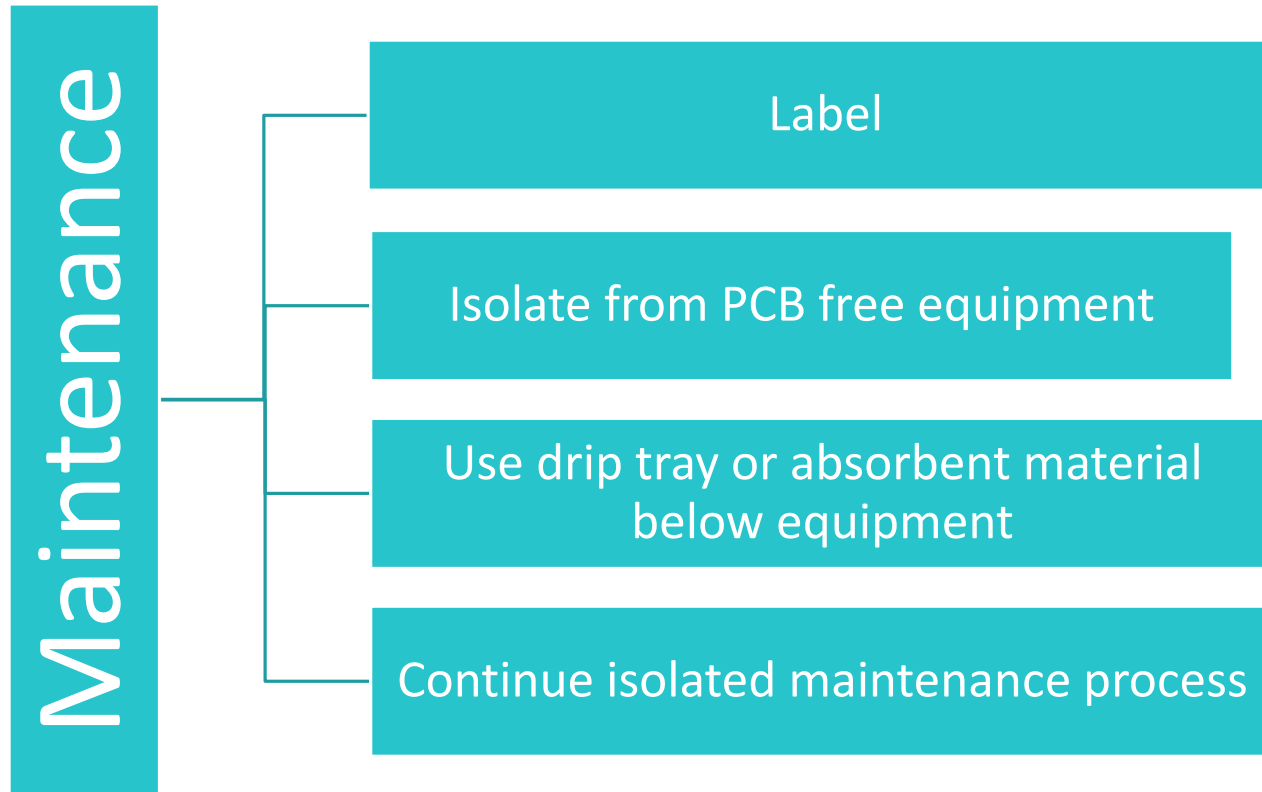 Maintenance
Label
Isolate from PCB free equipment
Use drip tray or absorbent material
below equipment
Continue isolated maintenance process